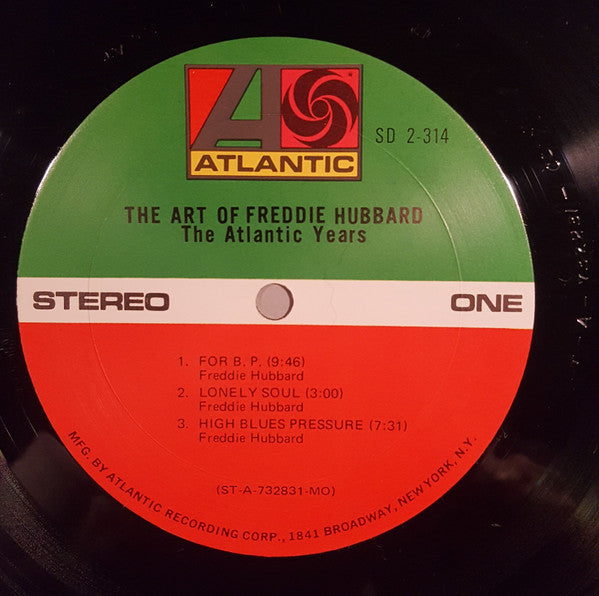 A
ATLANTIC
SD 2-314
THE ART OF FREDDIE HUBBARD
The Atlantic Years
STEREO
ONE
1. FOR B. P. (9:46)
Freddie Hubbard
2. LONELY SOUL (3:00)
Freddie Hubbard
3. HIGH BLUES PRESSURE (7:31)
Freddie Hubbard
(ST-A-732831-MO)
MFG. BY ATLANTIC RECORDING CORP., 1841 BROADWAY, NEW YORK, N.Y.